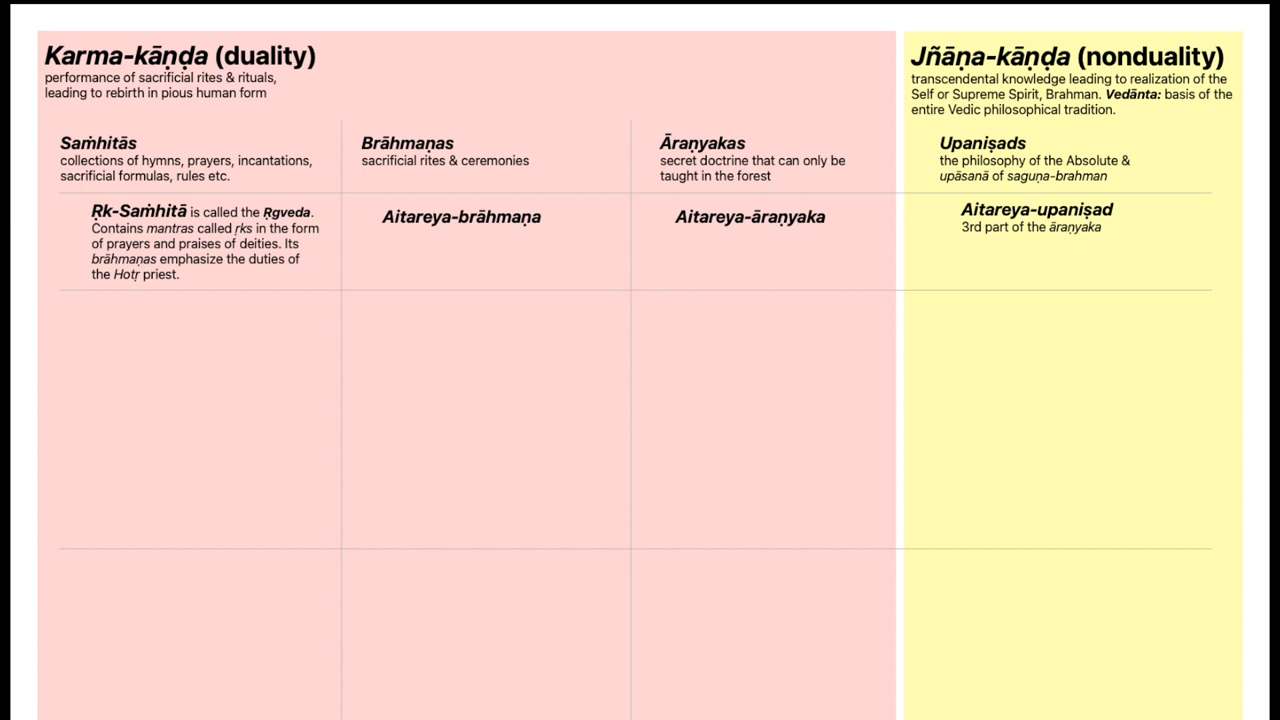 Karma-kāṇḍa (duality)
performance of sacrificial rites & rituals,
leading to rebirth in pious human form
Jñāṇa-kāṇḍa (nonduality)
transcendental knowledge leading to realization of the
Self or Supreme Spirit, Brahman. Vedānta: basis of the
entire Vedic philosophical tradition.
Saṁhitās
collections of hymns, prayers, incantations,
sacrificial formulas, rules etc.
Brāhmaṇas
sacrificial rites & ceremonies
Āraṇyakas
secret doctrine that can only be
taught in the forest
Upaniṣads
the philosophy of the Absolute &
upāsanā of saguṇa-brahman
Ṛk-Saṁhitā is called the Ṛgveda.
Contains mantras called ṛks in the form
of prayers and praises of deities. Its
brāhmaṇas emphasize the duties of
the Hotṛ priest.
Aitareya-brāhmaṇa
Aitareya-āraṇyaka
Aitareya-upaniṣad
3rd part of the āraṇyaka